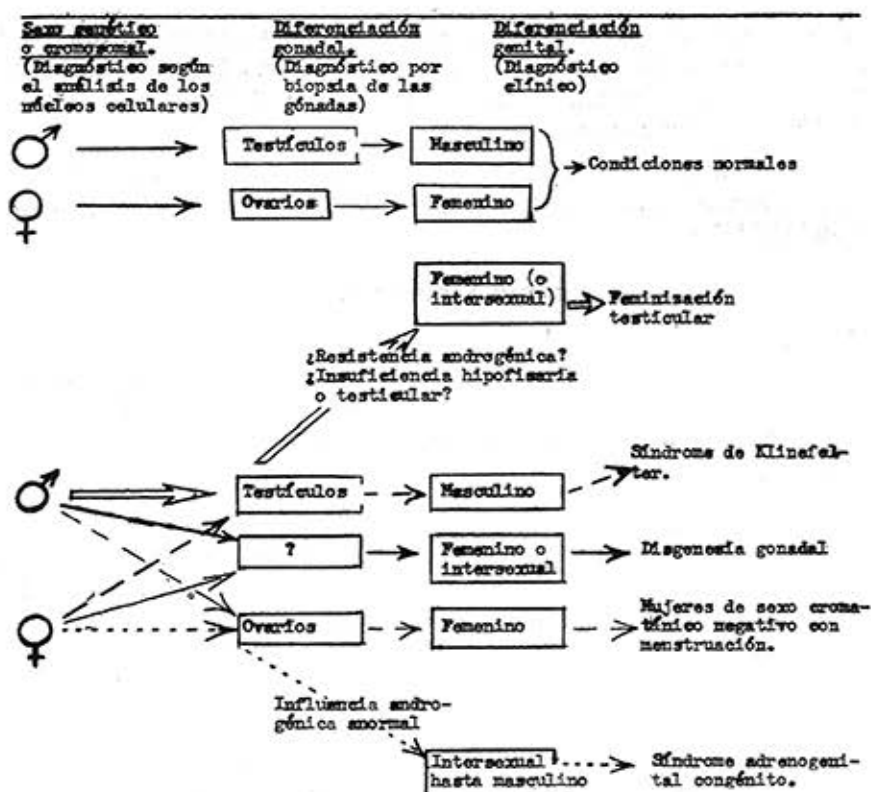 Sexo genético
o cromosomal.
(Diagnóstico según
el análisis de los
núcleos celulares)
Diferenciación
gonadal.
(Diagnóstico por
biopsia de las
gónadas)
Diferenciación
genital.
(Diagnóstico
clínico)
Testículos
Masculino
Condiciones normales
Ovarios
Femenino
Femenino (o
intersexual)
Feminización
testicular
¿Resistencia androgénica?
¿Insuficiencia hipofisaria
o testicular?
Testículos
Masculino
Síndrome de Klinefel-
ter.
?
Femenino o
intersexual
Disgenesia gonadal
Ovarios
Femenino
Mujeres de sexo croma-
tínico negativo con
menstruación.
Influencia andro-
génica anormal
Intersexual
hasta masculino
Síndrome adrenogeni-
tal congénito.